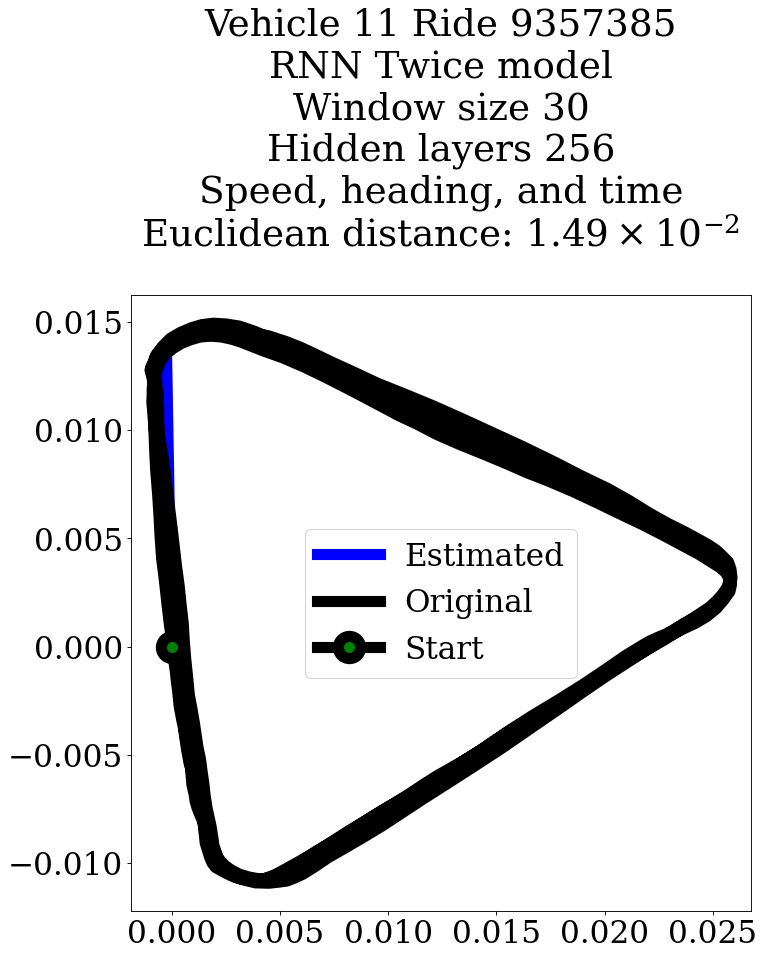 Vehicle 11 Ride 9357385
RNN Twice model
Window size 30
Hidden layers 256
Speed, heading, and time
Euclidean distance: 1.49 × 10⁻²
0.015
0.010
0.005
0.000
−0.005
−0.010
Estimated
Original
Start
0.000 0.005 0.010 0.015 0.020 0.025